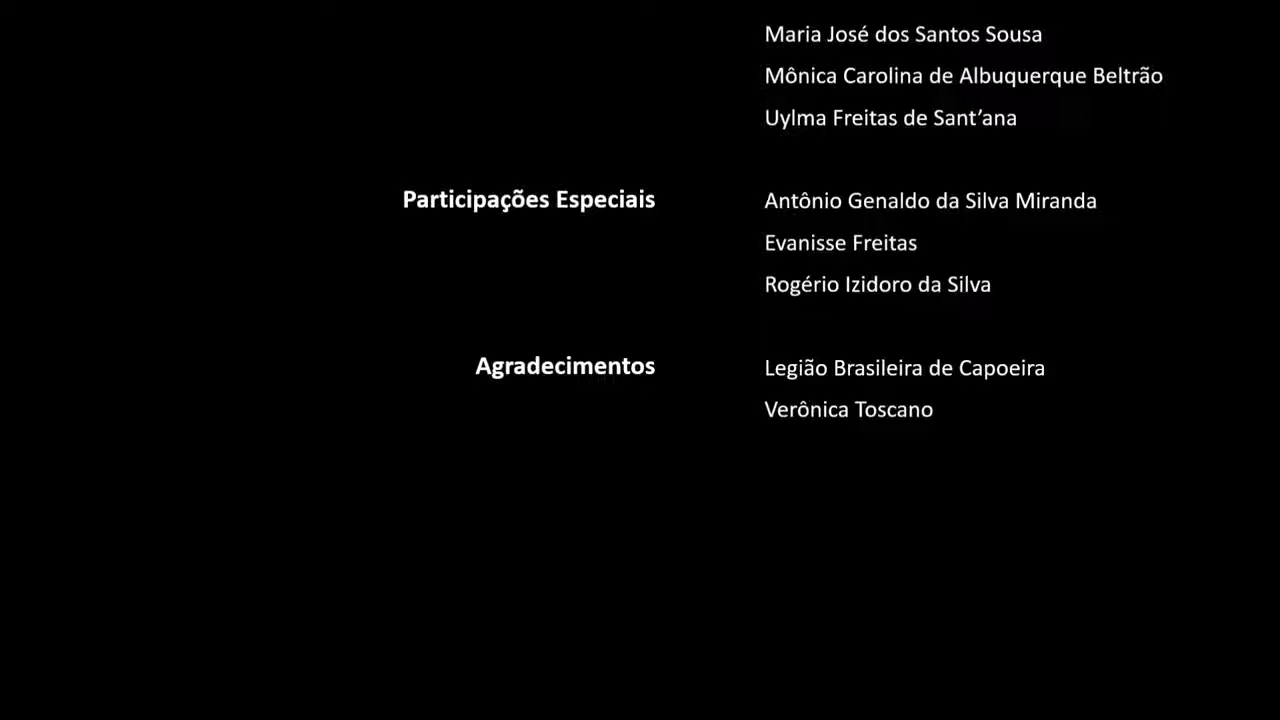 Maria José dos Santos Sousa
Mônica Carolina de Albuquerque Beltrão
Uylma Freitas de Sant’ana
Participações Especiais
Antônio Genaldo da Silva Miranda
Evanisse Freitas
Rogério Izidoro da Silva
Agradecimentos
Legião Brasileira de Capoeira
Verônica Toscano